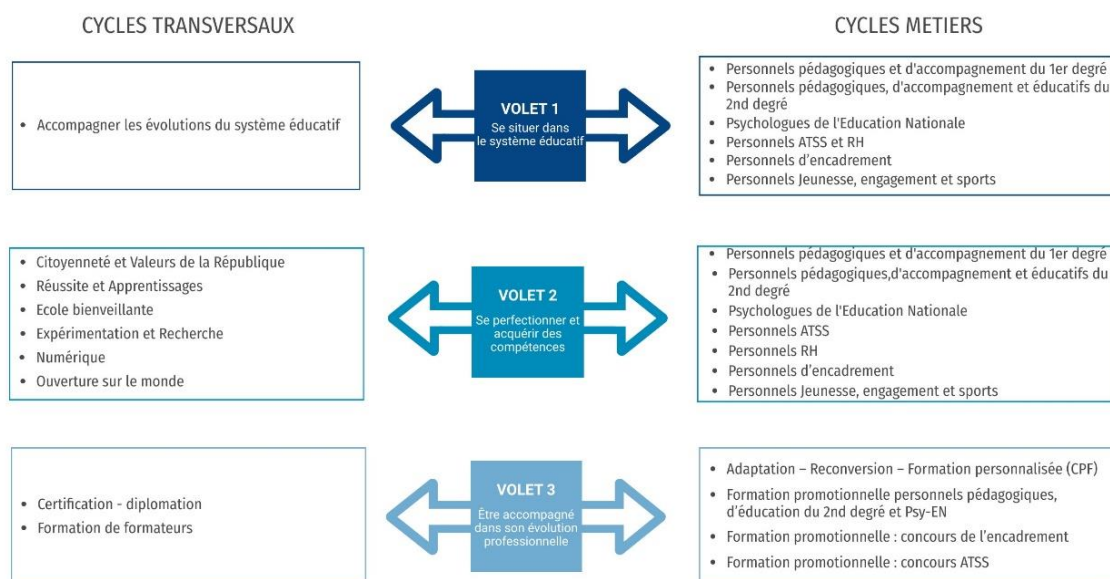 CYCLES TRANSVERSAUX
CYCLES METIERS
• Accompagner les évolutions du système éducatif
VOLET 1
Se situer dans
le système éducatif
• Personnels pédagogiques et d'accompagnement du 1er degré
• Personnels pédagogiques, d'accompagnement et éducatifs du
2nd degré
• Psychologues de l'Education Nationale
• Personnels ATSS et RH
• Personnels d'encadrement
• Personnels Jeunesse, engagement et sports
• Citoyenneté et Valeurs de la République
• Réussite et Apprentissages
• Ecole bienveillante
• Expérimentation et Recherche
• Numérique
• Ouverture sur le monde
VOLET 2
Se perfectionner et
acquérir des
compétences
• Personnels pédagogiques et d'accompagnement du 1er degré
• Personnels pédagogiques,d'accompagnement et éducatifs du
2nd degré
• Psychologues de l'Education Nationale
• Personnels ATSS
• Personnels RH
• Personnels d'encadrement
• Personnels Jeunesse, engagement et sports
• Certification - diplomation
• Formation de formateurs
VOLET 3
Être accompagné
dans son évolution
professionnelle
• Adaptation – Reconversion – Formation personnalisée (CPF)
• Formation promotionnelle personnels pédagogiques,
d'éducation du 2nd degré et Psy-EN
• Formation promotionnelle : concours de l'encadrement
• Formation promotionnelle : concours ATSS